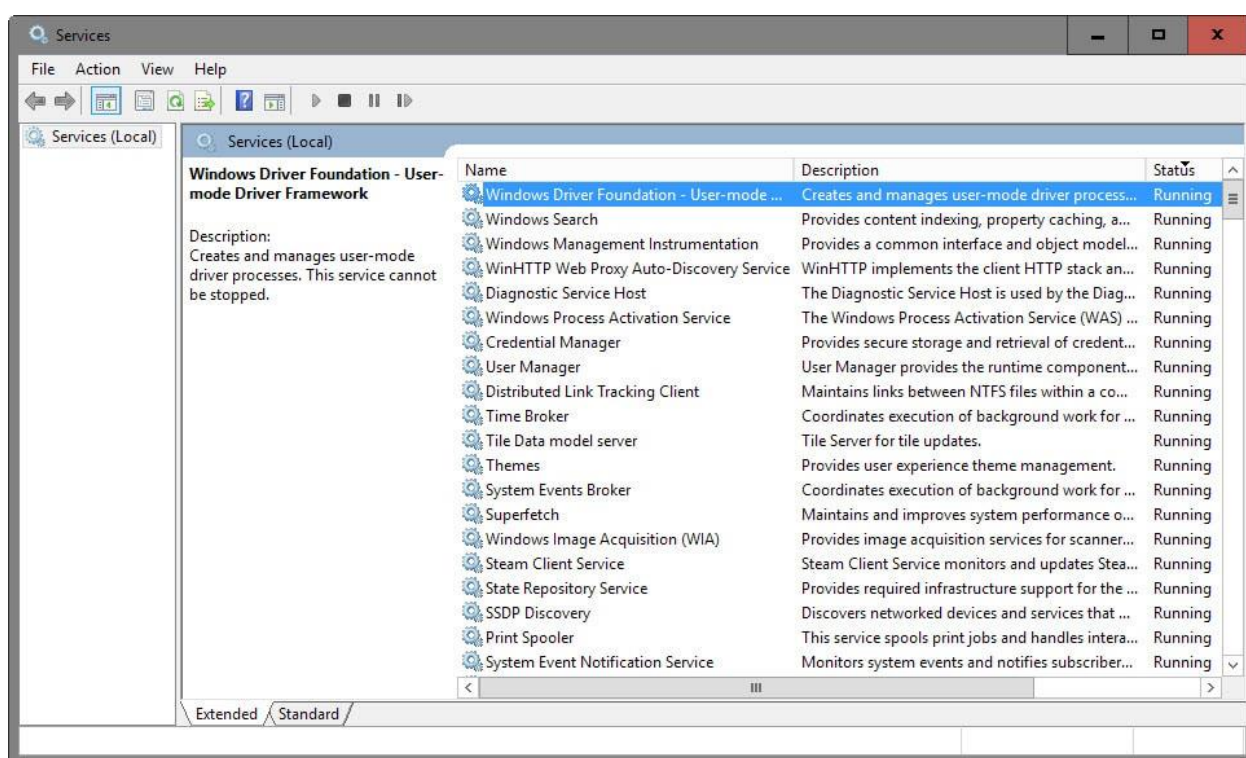 Services
File Action View Help
Services (Local)
Services (Local)
Windows Driver Foundation - User-
mode Driver Framework
Description:
Creates and manages user-mode
driver processes. This service cannot
be stopped.
Name Description Status
Windows Driver Foundation - User-mode ... Creates and manages user-mode driver process... Running
Windows Search Provides content indexing, property caching, a... Running
Windows Management Instrumentation Provides a common interface and object model... Running
WinHTTP Web Proxy Auto-Discovery Service WinHTTP implements the client HTTP stack an... Running
Diagnostic Service Host The Diagnostic Service Host is used by the Diag... Running
Windows Process Activation Service The Windows Process Activation Service (WAS) ... Running
Credential Manager Provides secure storage and retrieval of credent... Running
User Manager User Manager provides the runtime component... Running
Distributed Link Tracking Client Maintains links between NTFS files within a co... Running
Time Broker Coordinates execution of background work for ... Running
Tile Data model server Tile Server for tile updates. Running
Themes Provides user experience theme management. Running
System Events Broker Coordinates execution of background work for ... Running
Superfetch Maintains and improves system performance o... Running
Windows Image Acquisition (WIA) Provides image acquisition services for scanner... Running
Steam Client Service Steam Client Service monitors and updates Stea... Running
State Repository Service Provides required infrastructure support for the ... Running
SSDP Discovery Discovers networked devices and services that ... Running
Print Spooler This service spools print jobs and handles intera... Running
System Event Notification Service Monitors system events and notifies subscriber... Running
Extended Standard